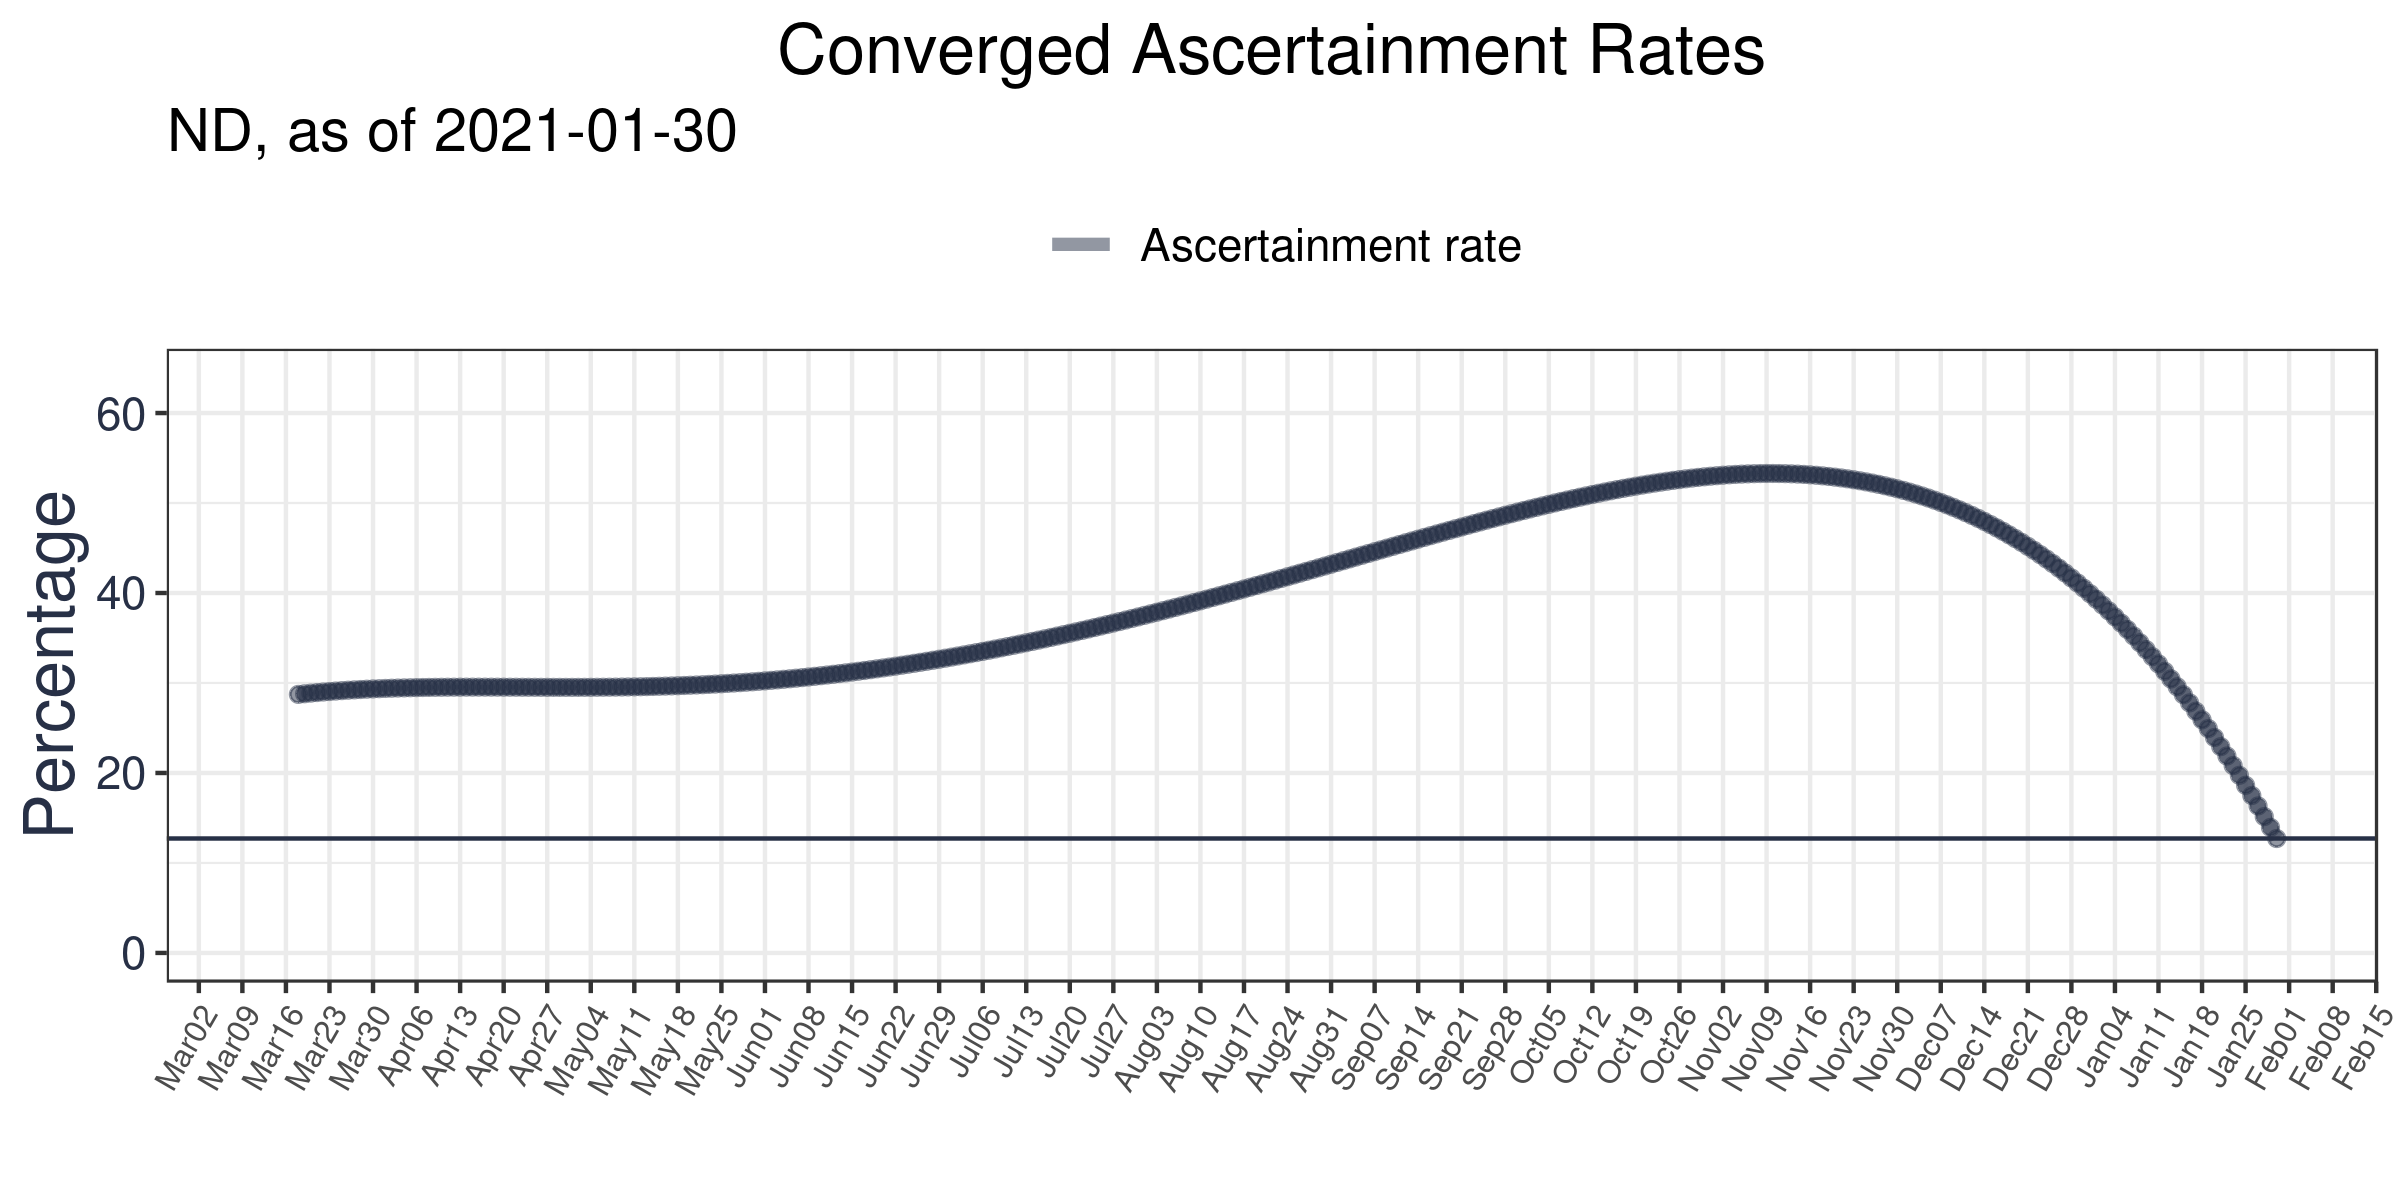 Converged Ascertainment Rates
ND, as of 2021-01-30
Ascertainment rate
Percentage
60
40
20
0
Mar02
Mar09
Mar16
Mar23
Mar30
Apr06
Apr13
Apr20
Apr27
May04
May11
May18
May25
Jun01
Jun08
Jun15
Jun22
Jun29
Jul06
Jul13
Jul20
Jul27
Aug03
Aug10
Aug17
Aug24
Aug31
Sep07
Sep14
Sep21
Sep28
Oct05
Oct12
Oct19
Oct26
Nov02
Nov09
Nov16
Nov23
Nov30
Dec07
Dec14
Dec21
Dec28
Jan04
Jan11
Jan18
Jan25
Feb01
Feb08
Feb15